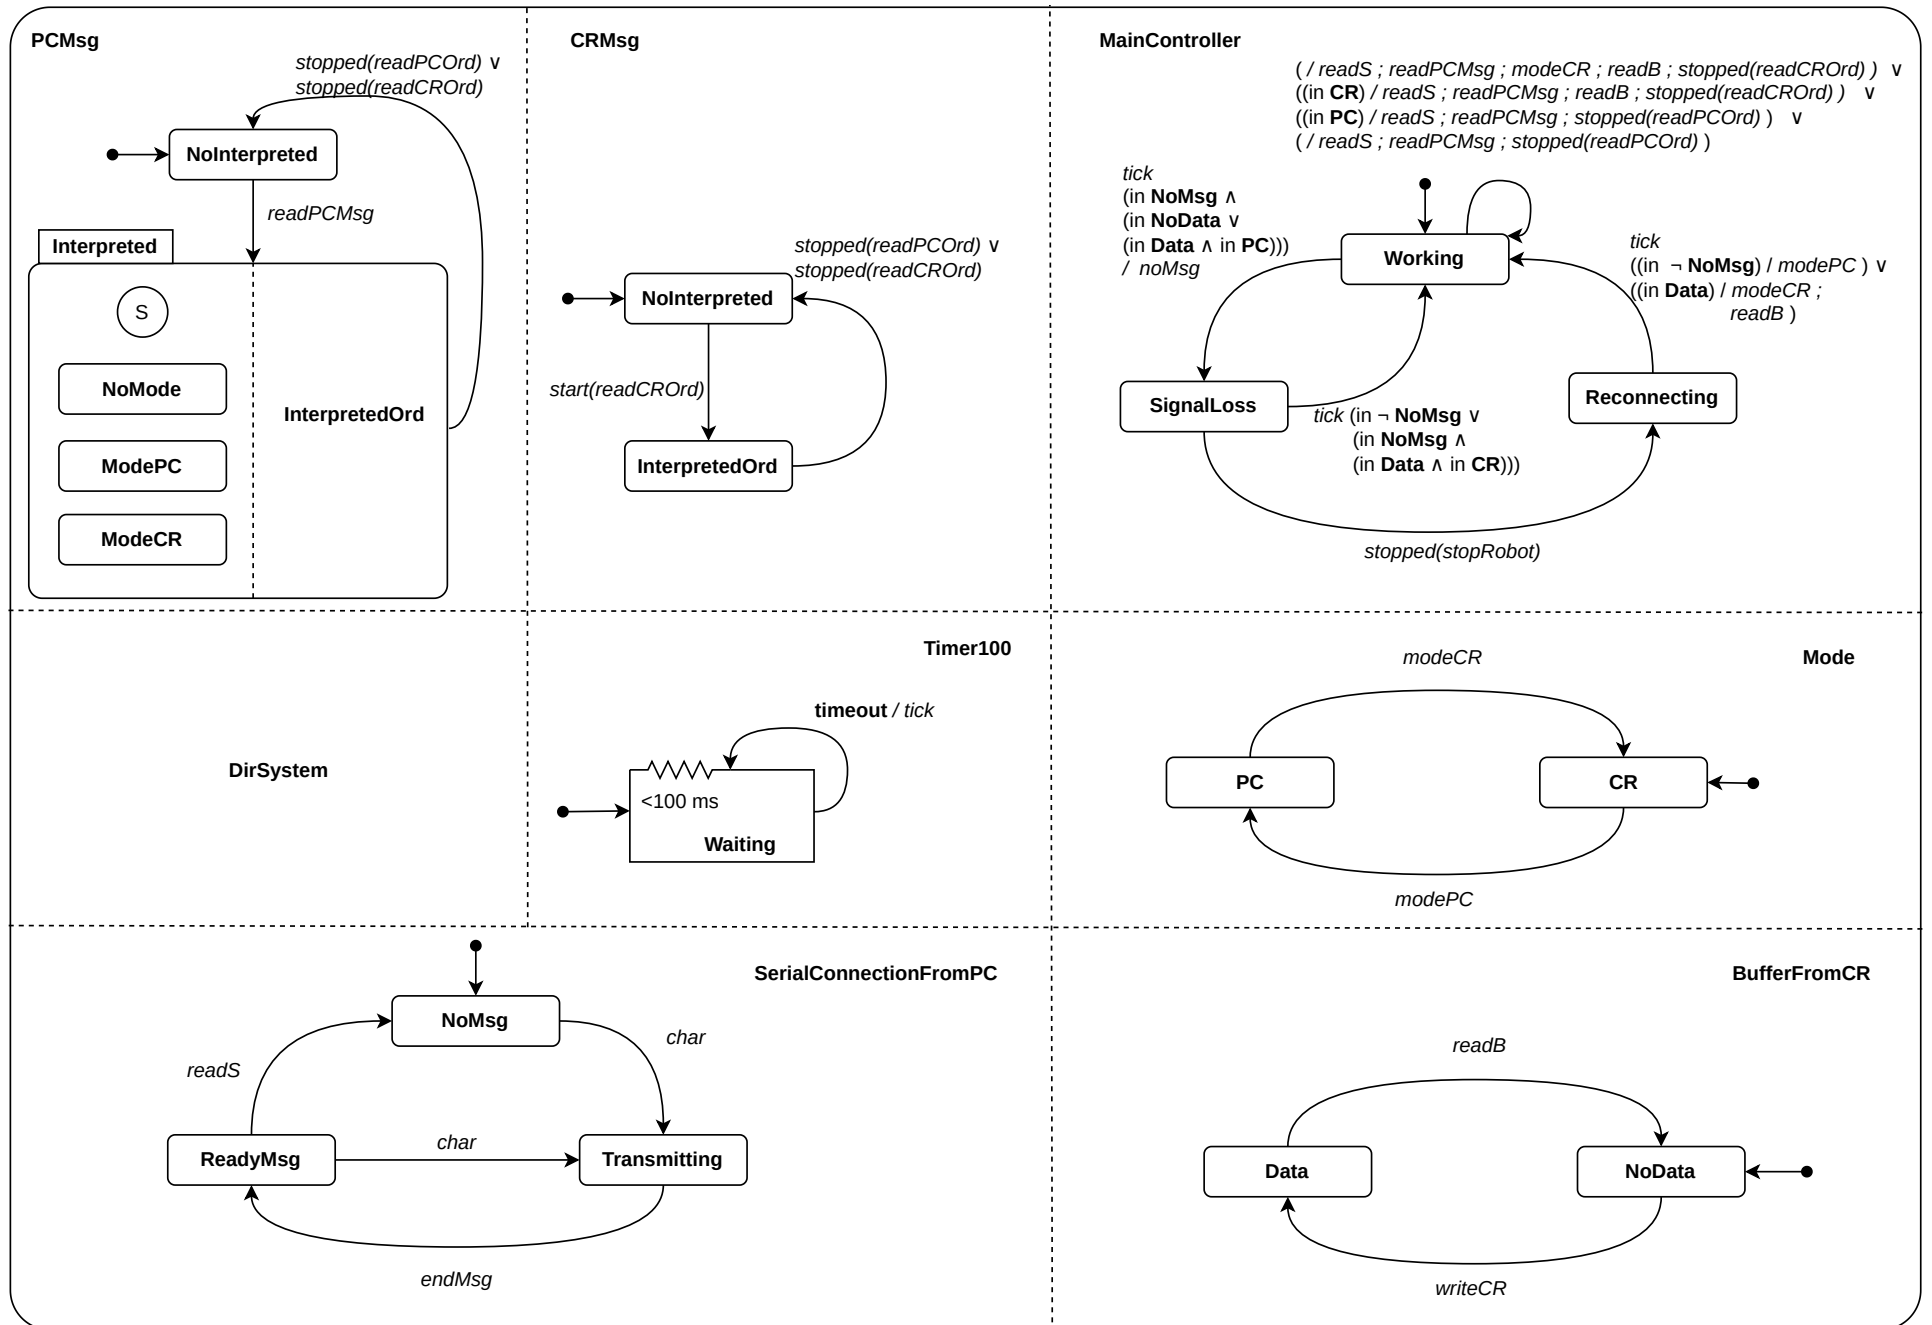 PCMsg
stopped(readPCOrd) ∨
stopped(readCROrd)
NoInterpreted
readPCMsg
Interpreted
S
NoMode
ModePC
ModeCR
InterpretedOrd
CRMsg
stopped(readPCOrd) ∨
stopped(readCROrd)
NoInterpreted
start(readCROrd)
InterpretedOrd
MainController
( / readS ; readPCMsg ; modeCR ; readB ; stopped(readCROrd) ) ∨
((in CR) / readS ; readPCMsg ; readB ; stopped(readCROrd) ) ∨
((in PC) / readS ; readPCMsg ; stopped(readPCOrd) ) ∨
( / readS ; readPCMsg ; stopped(readPCOrd) )
tick
(in NoMsg ∧
(in NoData ∨
(in Data ∧ in PC)))
/ noMsg
Working
tick
((in ¬ NoMsg) / modePC ) ∨
((in Data) / modeCR ;
readB )
SignalLoss
Reconnecting
tick (in ¬ NoMsg ∨
(in NoMsg ∧
(in Data ∧ in CR)))
stopped(stopRobot)
DirSystem
Timer100
timeout / tick
<100 ms
Waiting
Mode
modeCR
PC
CR
modePC
SerialConnectionFromPC
NoMsg
char
readS
ReadyMsg
char
Transmitting
endMsg
BufferFromCR
readB
Data
NoData
writeCR